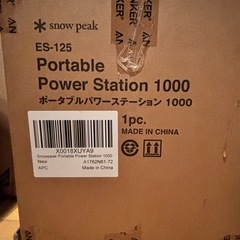 snow peak
ES-125
Portable
Power Station 1000
ポータブルパワーステーション 1000
1pc.
MADE IN CHINA
X0018XUYA9
Snowpeak Portable Power Station 1000
New
A1762N61-72
APC
Made in China
ANKER